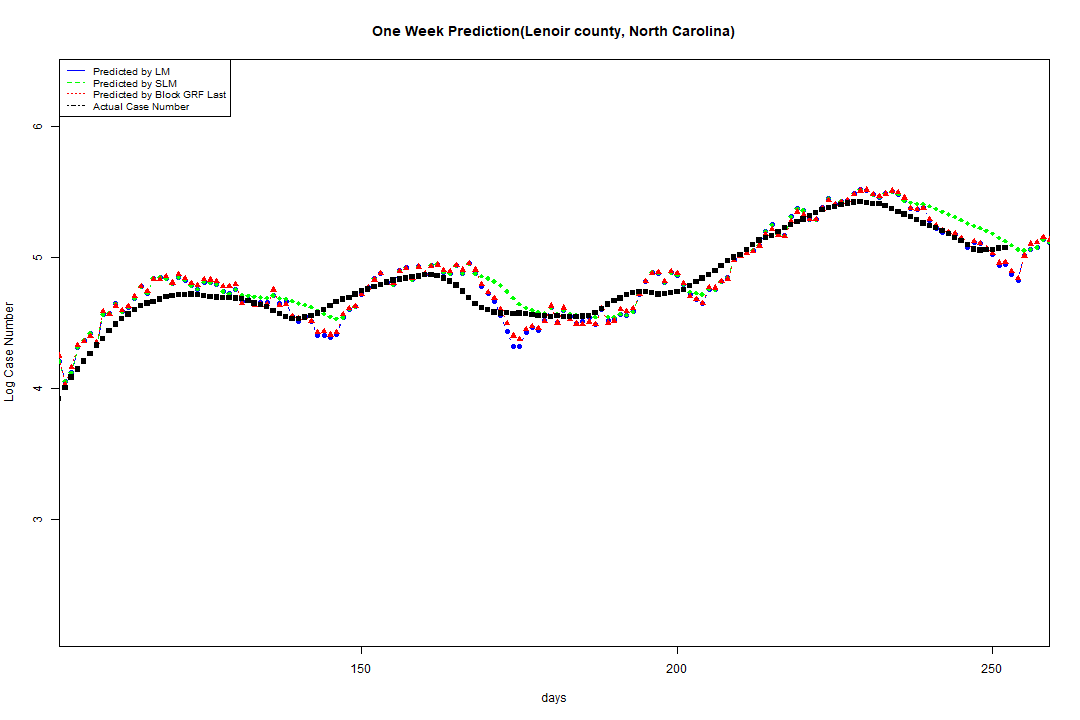 One Week Prediction(Lenoir county, North Carolina)
Predicted by LM
Predicted by SLM
Predicted by Block GRF Last
Actual Case Number
6
5
4
3
Log Case Number
150 200 250
days